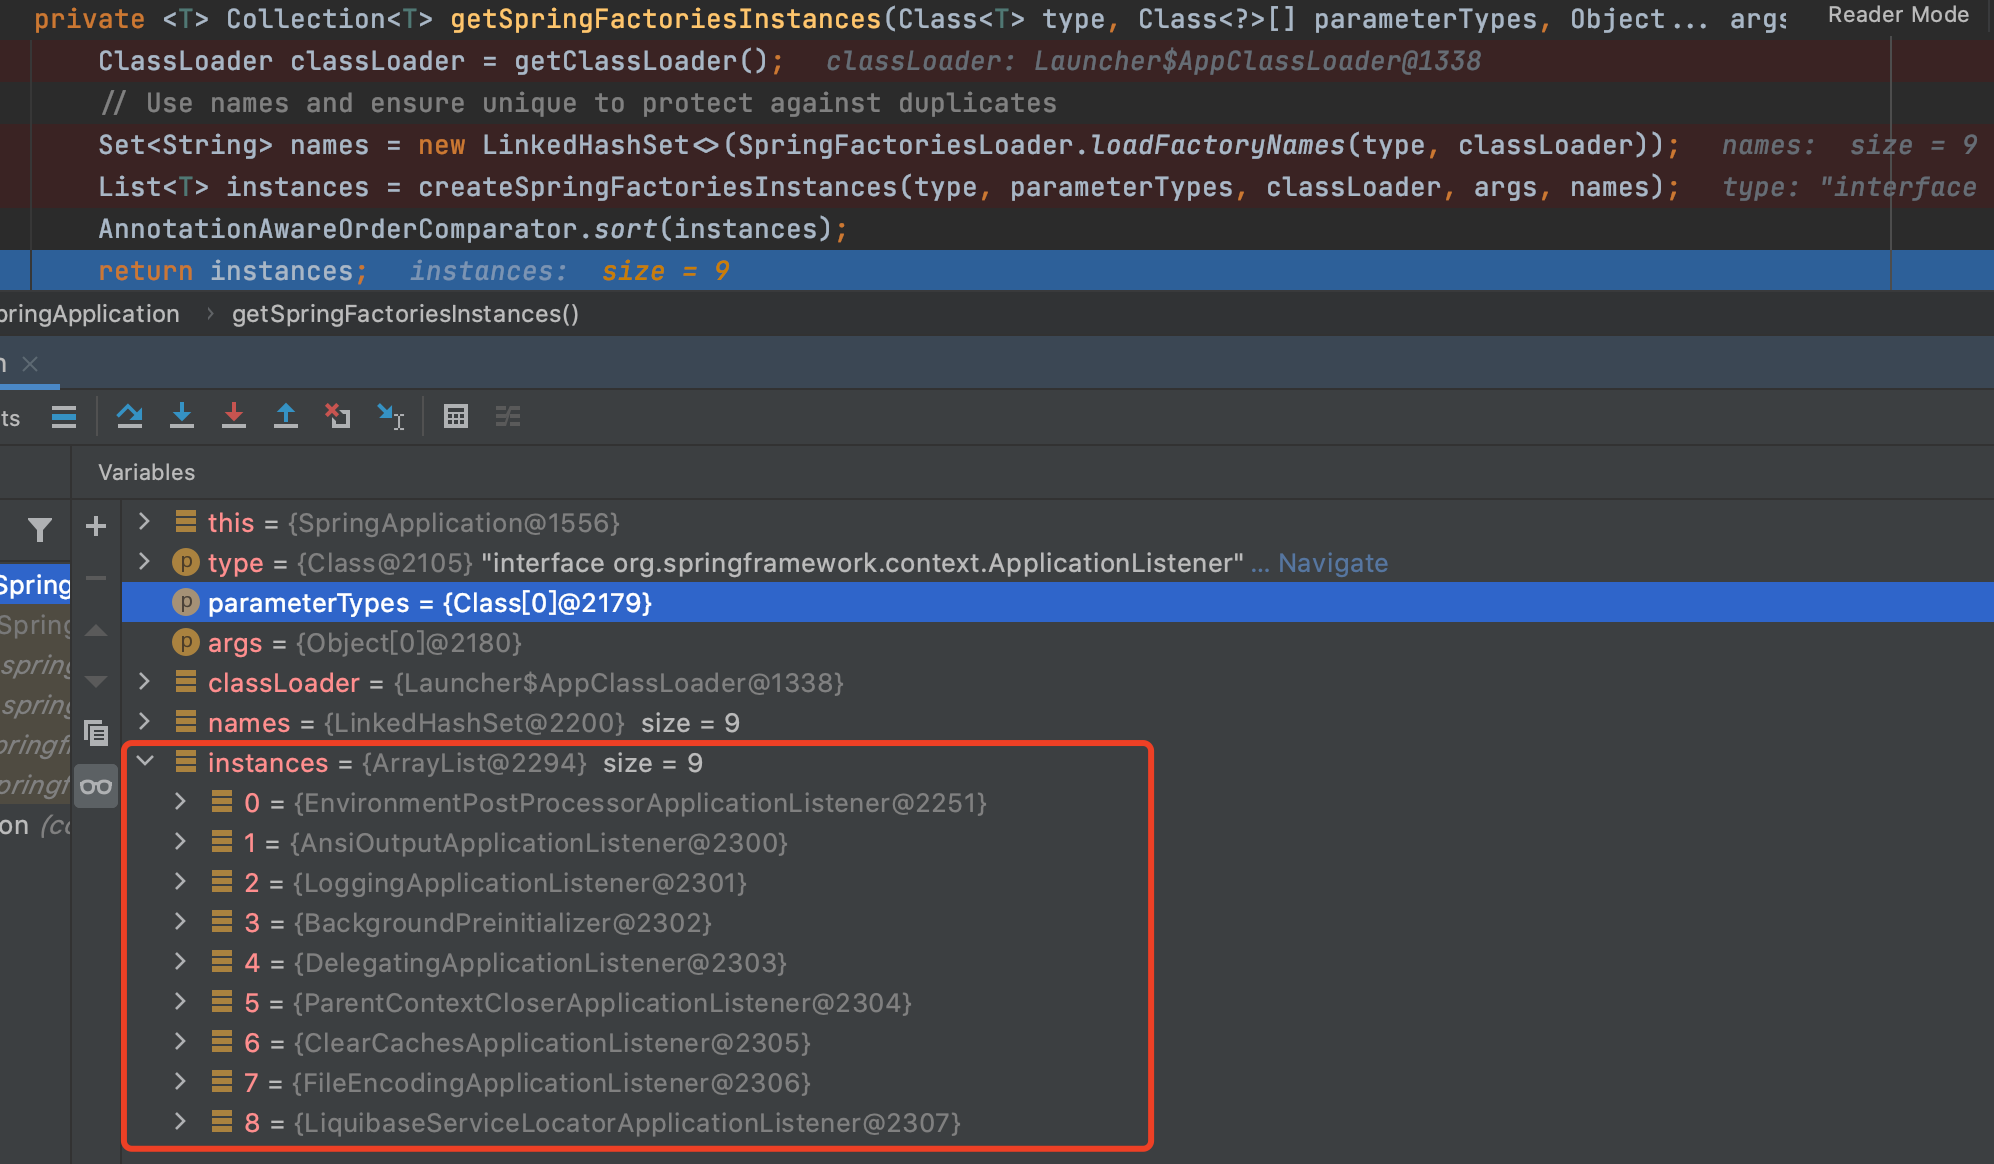 private <T> Collection<T> getSpringFactoriesInstances(Class<T> type, Class<?>[] parameterTypes, Object... args
Reader Mode
ClassLoader classLoader = getClassLoader(); classLoader: Launcher$AppClassLoader@1338
// Use names and ensure unique to protect against duplicates
Set<String> names = new LinkedHashSet<>(SpringFactoriesLoader.loadFactoryNames(type, classLoader)); names: size = 9
List<T> instances = createSpringFactoriesInstances(type, parameterTypes, classLoader, args, names); type: "interface
AnnotationAwareOrderComparator.sort(instances);
return instances; instances: size = 9
pringApplication › getSpringFactoriesInstances()
ts
Variables
this = {SpringApplication@1556}
type = {Class@2105} "interface org.springframework.context.ApplicationListener" ... Navigate
Spring
parameterTypes = {Class[0]@2179}
Spring
args = {Object[0]@2180}
spring
classLoader = {Launcher$AppClassLoader@1338}
spring
names = {LinkedHashSet@2200} size = 9
pringf
instances = {ArrayList@2294} size = 9
pringf
0 = {EnvironmentPostProcessorApplicationListener@2251}
on (co
1 = {AnsiOutputApplicationListener@2300}
2 = {LoggingApplicationListener@2301}
3 = {BackgroundPreinitializer@2302}
4 = {DelegatingApplicationListener@2303}
5 = {ParentContextCloserApplicationListener@2304}
6 = {ClearCachesApplicationListener@2305}
7 = {FileEncodingApplicationListener@2306}
8 = {LiquibaseServiceLocatorApplicationListener@2307}